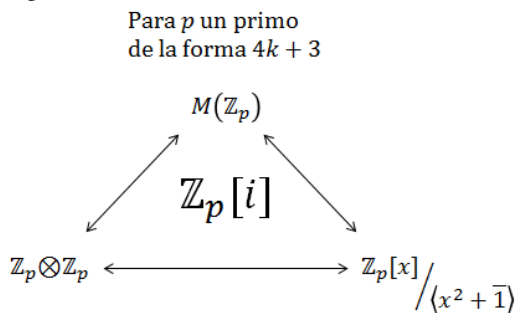 Para p un primo
de la forma 4k + 3
M(ℤₚ)
ℤₚ[i]
ℤₚ⊗ℤₚ
ℤₚ[x]/⟨x² + 1̅⟩